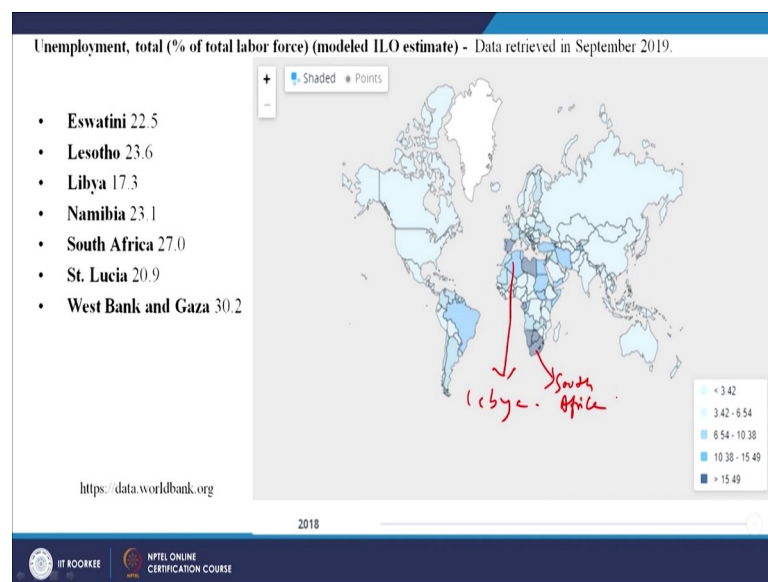 Unemployment, total (% of total labor force) (modeled ILO estimate) - Data retrieved in September 2019.
+
−
Shaded Points
• Eswatini 22.5
• Lesotho 23.6
• Libya 17.3
• Namibia 23.1
• South Africa 27.0
• St. Lucia 20.9
• West Bank and Gaza 30.2
Libya.
South
Africa
< 3.42
3.42 - 6.54
6.54 - 10.38
10.38 - 15.49
> 15.49
https://data.worldbank.org
2018
IIT ROORKEE
NPTEL ONLINE
CERTIFICATION COURSE